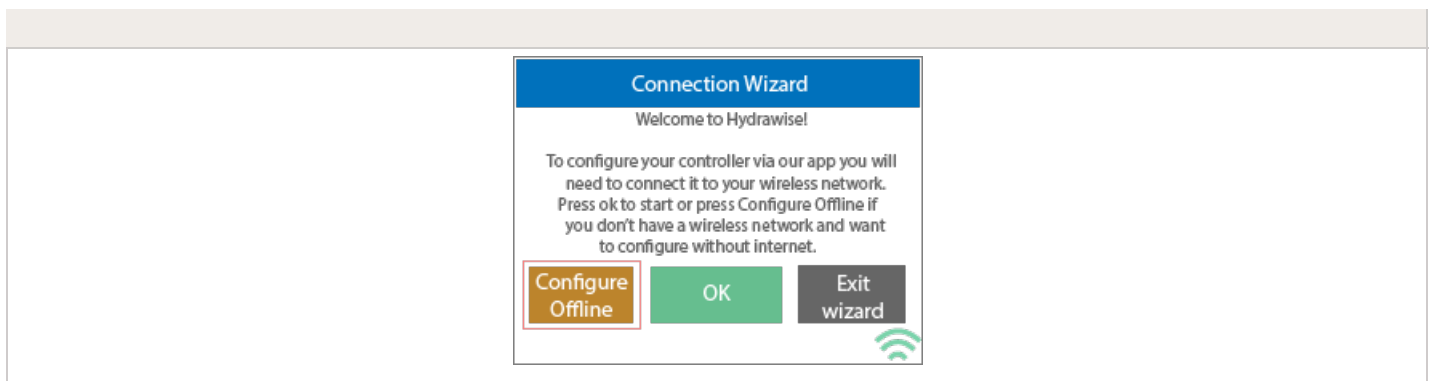 Connection Wizard
Welcome to Hydrawise!
To configure your controller via our app you will
need to connect it to your wireless network.
Press ok to start or press Configure Offline if
you don't have a wireless network and want
to configure without internet.
Configure
Offline
OK
Exit
wizard